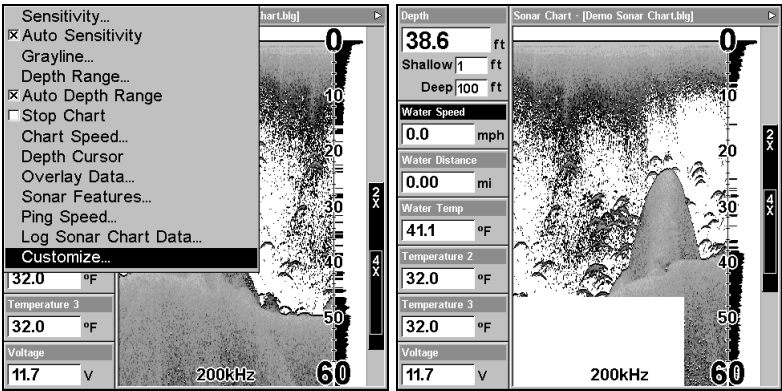 Sensitivity...
Auto Sensitivity
Grayline...
Depth Range...
Auto Depth Range
Stop Chart
Chart Speed...
Depth Cursor
Overlay Data...
Sonar Features...
Ping Speed...
Log Sonar Chart Data...
Customize...
hart.blg]
0
10
20
30
40
50
60
2X
4X
32.0 ºF
Temperature 3
32.0 ºF
Voltage
11.7 V
200kHz
Depth
38.6 ft
Shallow 1 ft
Deep 100 ft
Water Speed
0.0 mph
Water Distance
0.00 mi
Water Temp
41.1 ºF
Temperature 2
32.0 ºF
Temperature 3
32.0 ºF
Voltage
11.7 V
Sonar Chart - [Demo Sonar Chart.blg]
0
10
20
30
40
50
60
2X
4X
200kHz